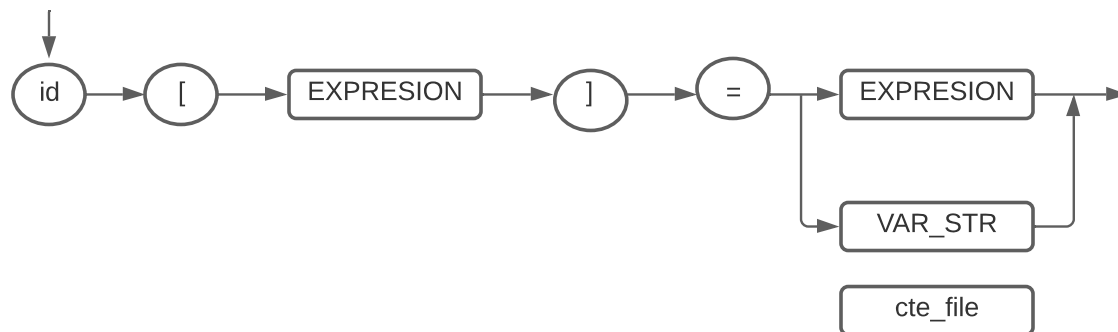 id [ EXPRESION ] = EXPRESION
VAR_STR
cte_file